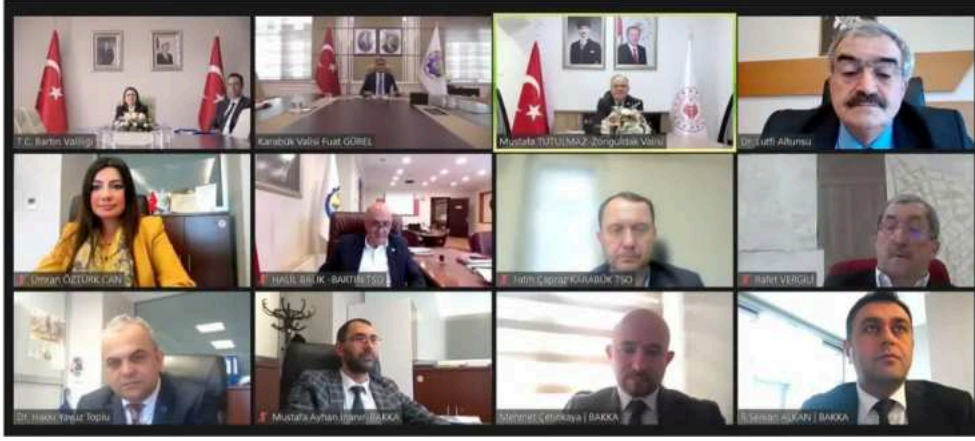 T.C. Bartın Valiliği
Karabük Valisi Fuat GÜREL
Mustafa TUTULMAZ-Zonguldak Valisi
Dr. Lutfi Altunsu
Ümran ÖZTÜRK CAN
HALİL BALIK -BARTIN TSO
Fatih Çapraz KARABÜK TSO
Rafet VERGİLİ
Dr. Hakkı Yavuz Toplu
Mustafa Ayhan İnanır-BAKKA
Mehmet Çetinkaya | BAKKA
R.Serkan ALKAN | BAKKA